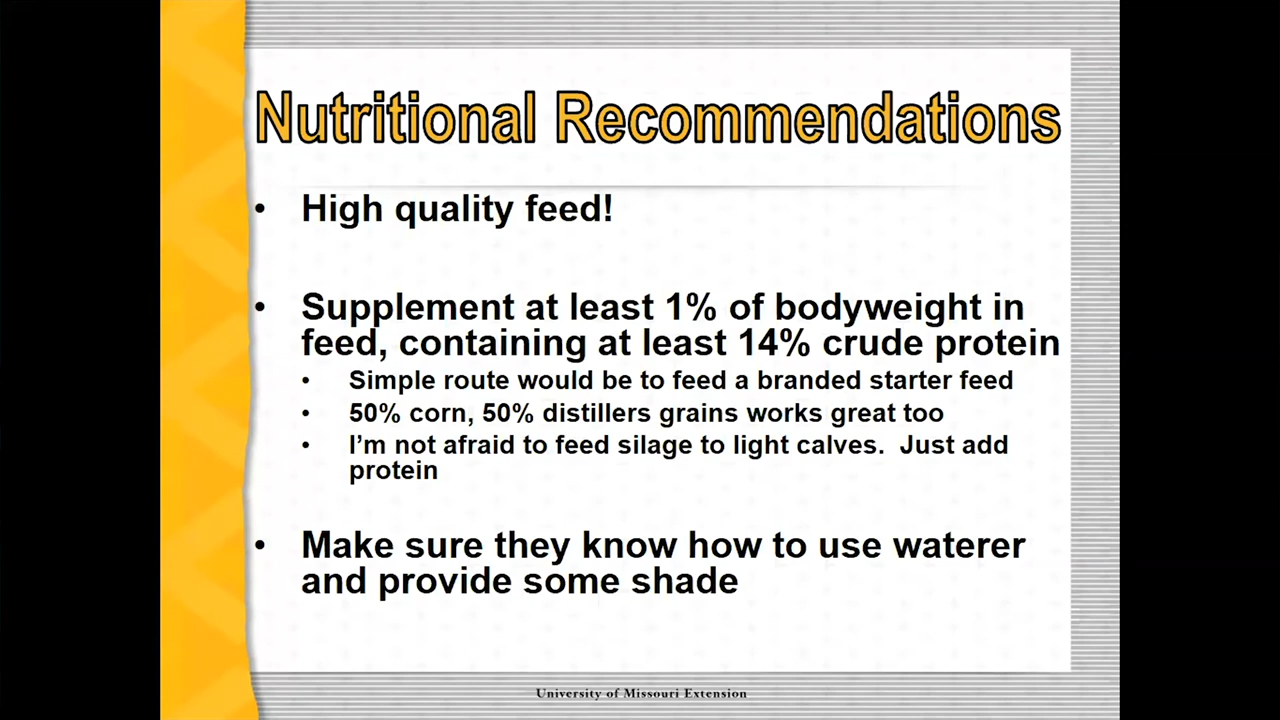 Nutritional Recommendations
• High quality feed!
• Supplement at least 1% of bodyweight in
feed, containing at least 14% crude protein
• Simple route would be to feed a branded starter feed
• 50% corn, 50% distillers grains works great too
• I'm not afraid to feed silage to light calves.  Just add
protein
• Make sure they know how to use waterer
and provide some shade
University of Missouri Extension